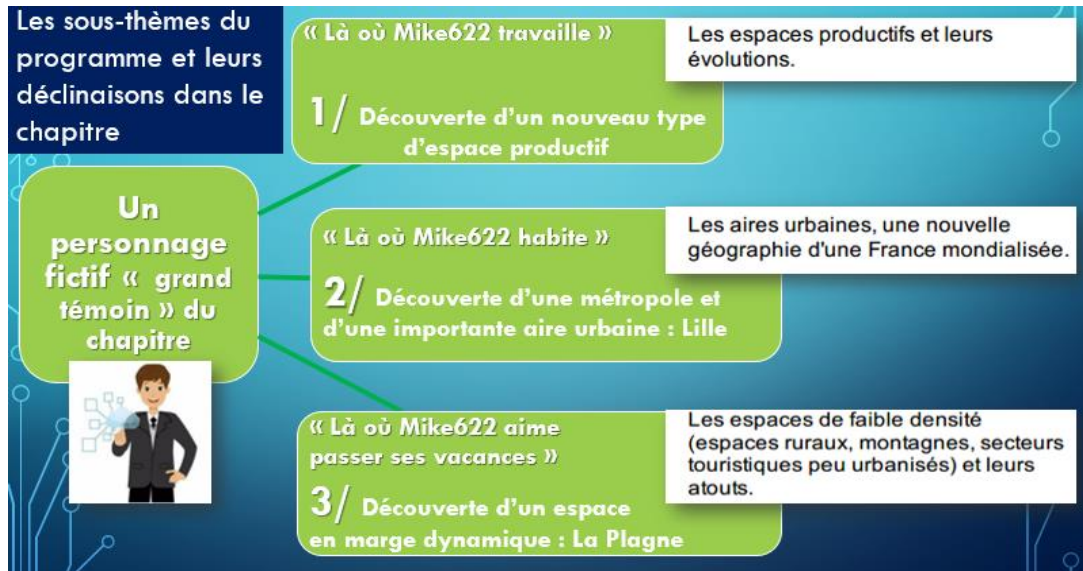 Les sous-thèmes du
programme et leurs
déclinaisons dans le
chapitre
Un
personnage
fictif « grand
témoin » du
chapitre
« Là où Mike622 travaille »
1/ Découverte d'un nouveau type
d'espace productif
Les espaces productifs et leurs
évolutions.
« Là où Mike622 habite »
2/ Découverte d'une métropole et
d'une importante aire urbaine : Lille
Les aires urbaines, une nouvelle
géographie d'une France mondialisée.
« Là où Mike622 aime
passer ses vacances »
3/ Découverte d'un espace
en marge dynamique : La Plagne
Les espaces de faible densité
(espaces ruraux, montagnes, secteurs
touristiques peu urbanisés) et leurs
atouts.